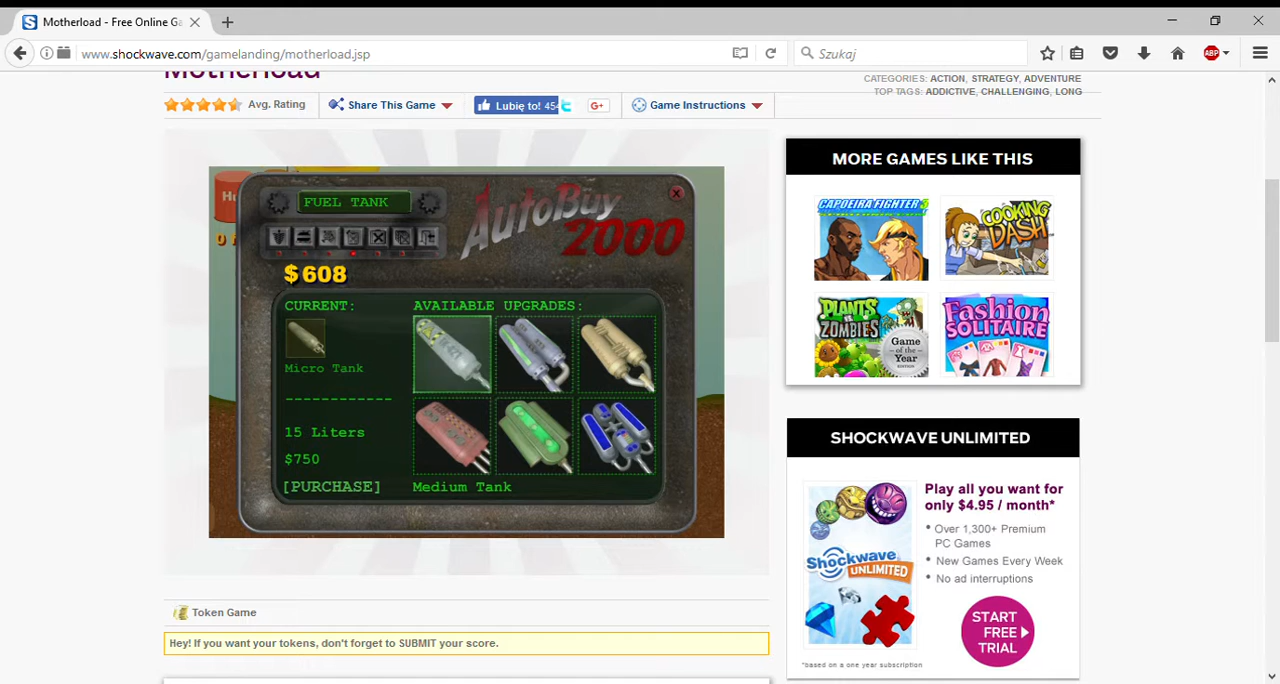 Motherload - Free Online Ga
www.shockwave.com/gamelanding/motherload.jsp
Szukaj
ABP
Motherload
CATEGORIES: ACTION, STRATEGY, ADVENTURE
TOP TAGS: ADDICTIVE, CHALLENGING, LONG
Avg. Rating
Share This Game
Lubię to! 454
G+
Game Instructions
FUEL TANK
AutoBuy
2000
$608
CURRENT:
AVAILABLE UPGRADES:
Micro Tank
------------
15 Liters
$750
[PURCHASE]
Medium Tank
MORE GAMES LIKE THIS
CAPOEIRA FIGHTER 3
COOKING
DASH
PLANTS
VS.
ZOMBIES
Game
of the
Year
EDITION
Fashion
SOLITAIRE
SHOCKWAVE UNLIMITED
Shockwave
UNLIMITED
Play all you want for
only $4.95 / month*
• Over 1,300+ Premium
PC Games
• New Games Every Week
• No ad interruptions
START
FREE
TRIAL
*based on a one year subscription
Token Game
Hey! If you want your tokens, don't forget to SUBMIT your score.